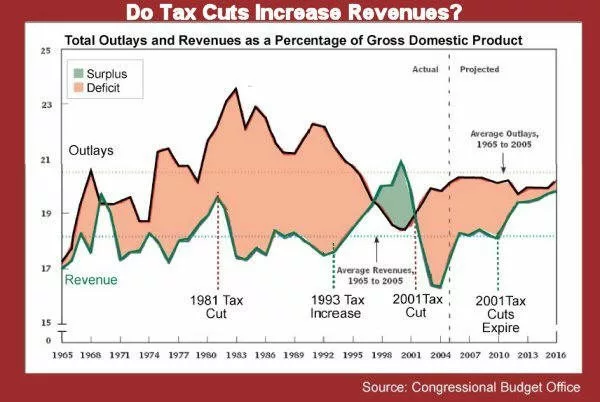 Do Tax Cuts Increase Revenues?
Total Outlays and Revenues as a Percentage of Gross Domestic Product
25
23
21
19
17
15
0
Surplus
Deficit
Actual
Projected
Outlays
Average Outlays,
1965 to 2005
Revenue
Average Revenues,
1965 to 2005
1981 Tax
Cut
1993 Tax
Increase
2001Tax
Cut
2001Tax
Cuts
Expire
1965 1968 1971 1974 1977 1980 1983 1986 1989 1992 1995 1998 2001 2004 2007 2010 2013 2016
Source: Congressional Budget Office